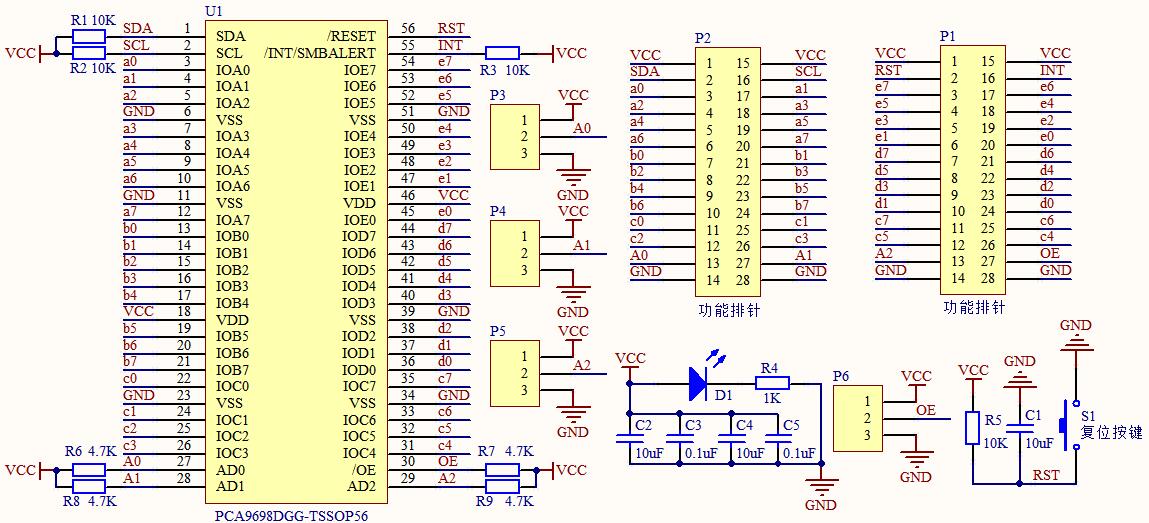 U1
R1 10K
VCC
R2 10K
SDA 1 SDA /RESET 56 RST
SCL 2 SCL /INT/SMBALERT 55 INT
a0 3 IOA0 IOE7 54 e7
a1 4 IOA1 IOE6 53 e6
a2 5 IOA2 IOE5 52 e5
GND 6 VSS VSS 51 GND
a3 7 IOA3 IOE4 50 e4
a4 8 IOA4 IOE3 49 e3
a5 9 IOA5 IOE2 48 e2
a6 10 IOA6 IOE1 47 e1
GND 11 VSS VDD 46 VCC
a7 12 IOA7 IOE0 45 e0
b0 13 IOB0 IOD7 44 d7
b1 14 IOB1 IOD6 43 d6
b2 15 IOB2 IOD5 42 d5
b3 16 IOB3 IOD4 41 d4
b4 17 IOB4 IOD3 40 d3
VCC 18 VDD VSS 39 GND
b5 19 IOB5 IOD2 38 d2
b6 20 IOB6 IOD1 37 d1
b7 21 IOB7 IOD0 36 d0
c0 22 IOC0 IOC7 35 c7
GND 23 VSS VSS 34 GND
c1 24 IOC1 IOC6 33 c6
c2 25 IOC2 IOC5 32 c5
c3 26 IOC3 IOC4 31 c4
A0 27 AD0 /OE 30 OE
A1 28 AD1 AD2 29 A2
PCA9698DGG-TSSOP56
R6 4.7K
VCC
R8 4.7K
R7 4.7K
VCC
R9 4.7K
R3 10K
VCC
P3
VCC
1
2 A0
3
GND
P4
VCC
1
2 A1
3
GND
P5
VCC
1
2 A2
3
GND
P2
VCC 1 15 VCC
SDA 2 16 SCL
a0 3 17 a1
a2 4 18 a3
a4 5 19 a5
a6 6 20 a7
b0 7 21 b1
b2 8 22 b3
b4 9 23 b5
b6 10 24 b7
c0 11 25 c1
c2 12 26 c3
A0 13 27 A1
GND 14 28 GND
功能排针
P1
VCC 1 15 VCC
RST 2 16 INT
e7 3 17 e6
e5 4 18 e4
e3 5 19 e2
e1 6 20 e0
d7 7 21 d6
d5 8 22 d4
d3 9 23 d2
d1 10 24 d0
c7 11 25 c6
c5 12 26 c4
A2 13 27 OE
GND 14 28 GND
功能排针
VCC
D1
R4
1K
C2
10uF
C3
0.1uF
C4
10uF
C5
0.1uF
GND
P6
VCC
1
2 OE
3
GND
VCC
R5
10K
GND
C1
10uF
GND
S1
复位按键
RST